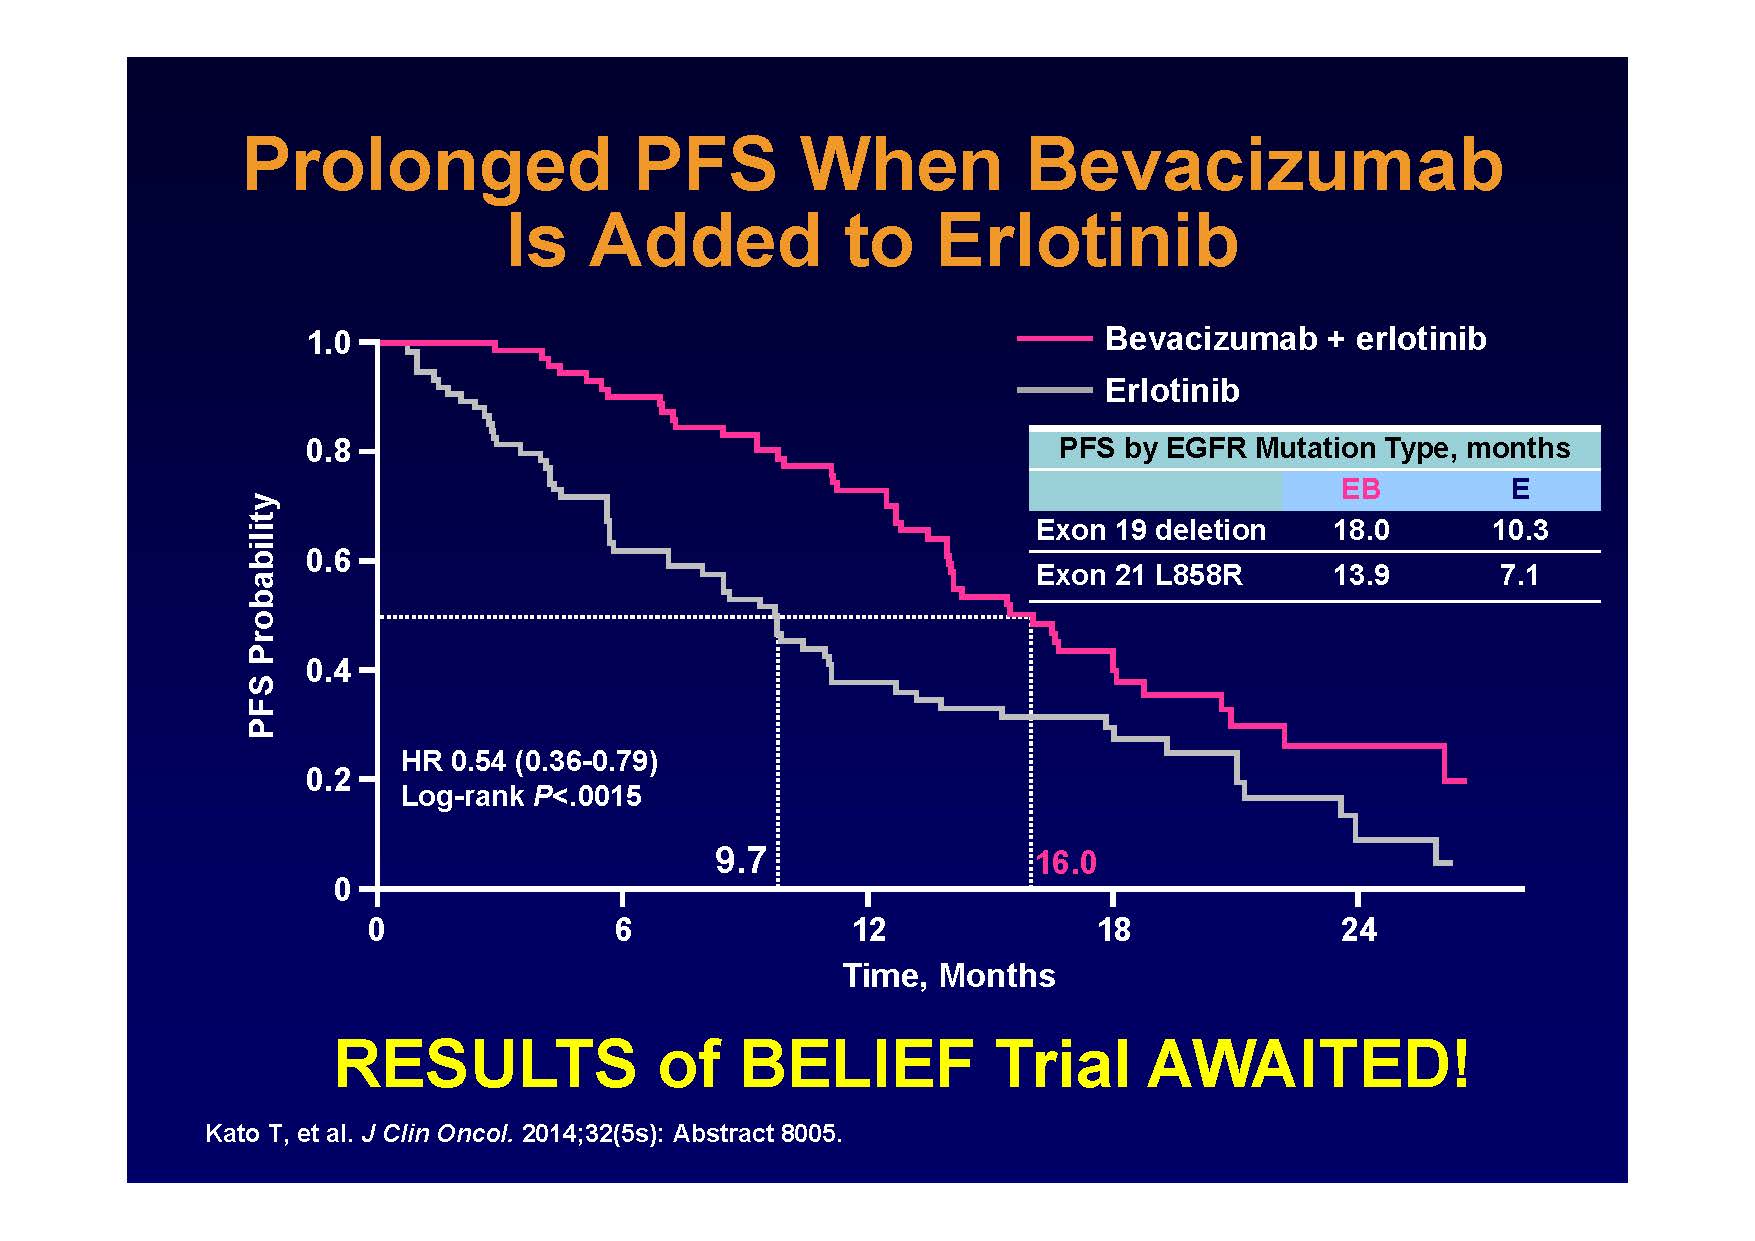 Prolonged PFS When Bevacizumab
Is Added to Erlotinib
Bevacizumab + erlotinib
Erlotinib
PFS by EGFR Mutation Type, months
EB E
Exon 19 deletion 18.0 10.3
Exon 21 L858R 13.9 7.1
PFS Probability
1.0
0.8
0.6
0.4
0.2
0
HR 0.54 (0.36-0.79)
Log-rank P<.0015
9.7
16.0
0 6 12 18 24
Time, Months
RESULTS of BELIEF Trial AWAITED!
Kato T, et al. J Clin Oncol. 2014;32(5s): Abstract 8005.